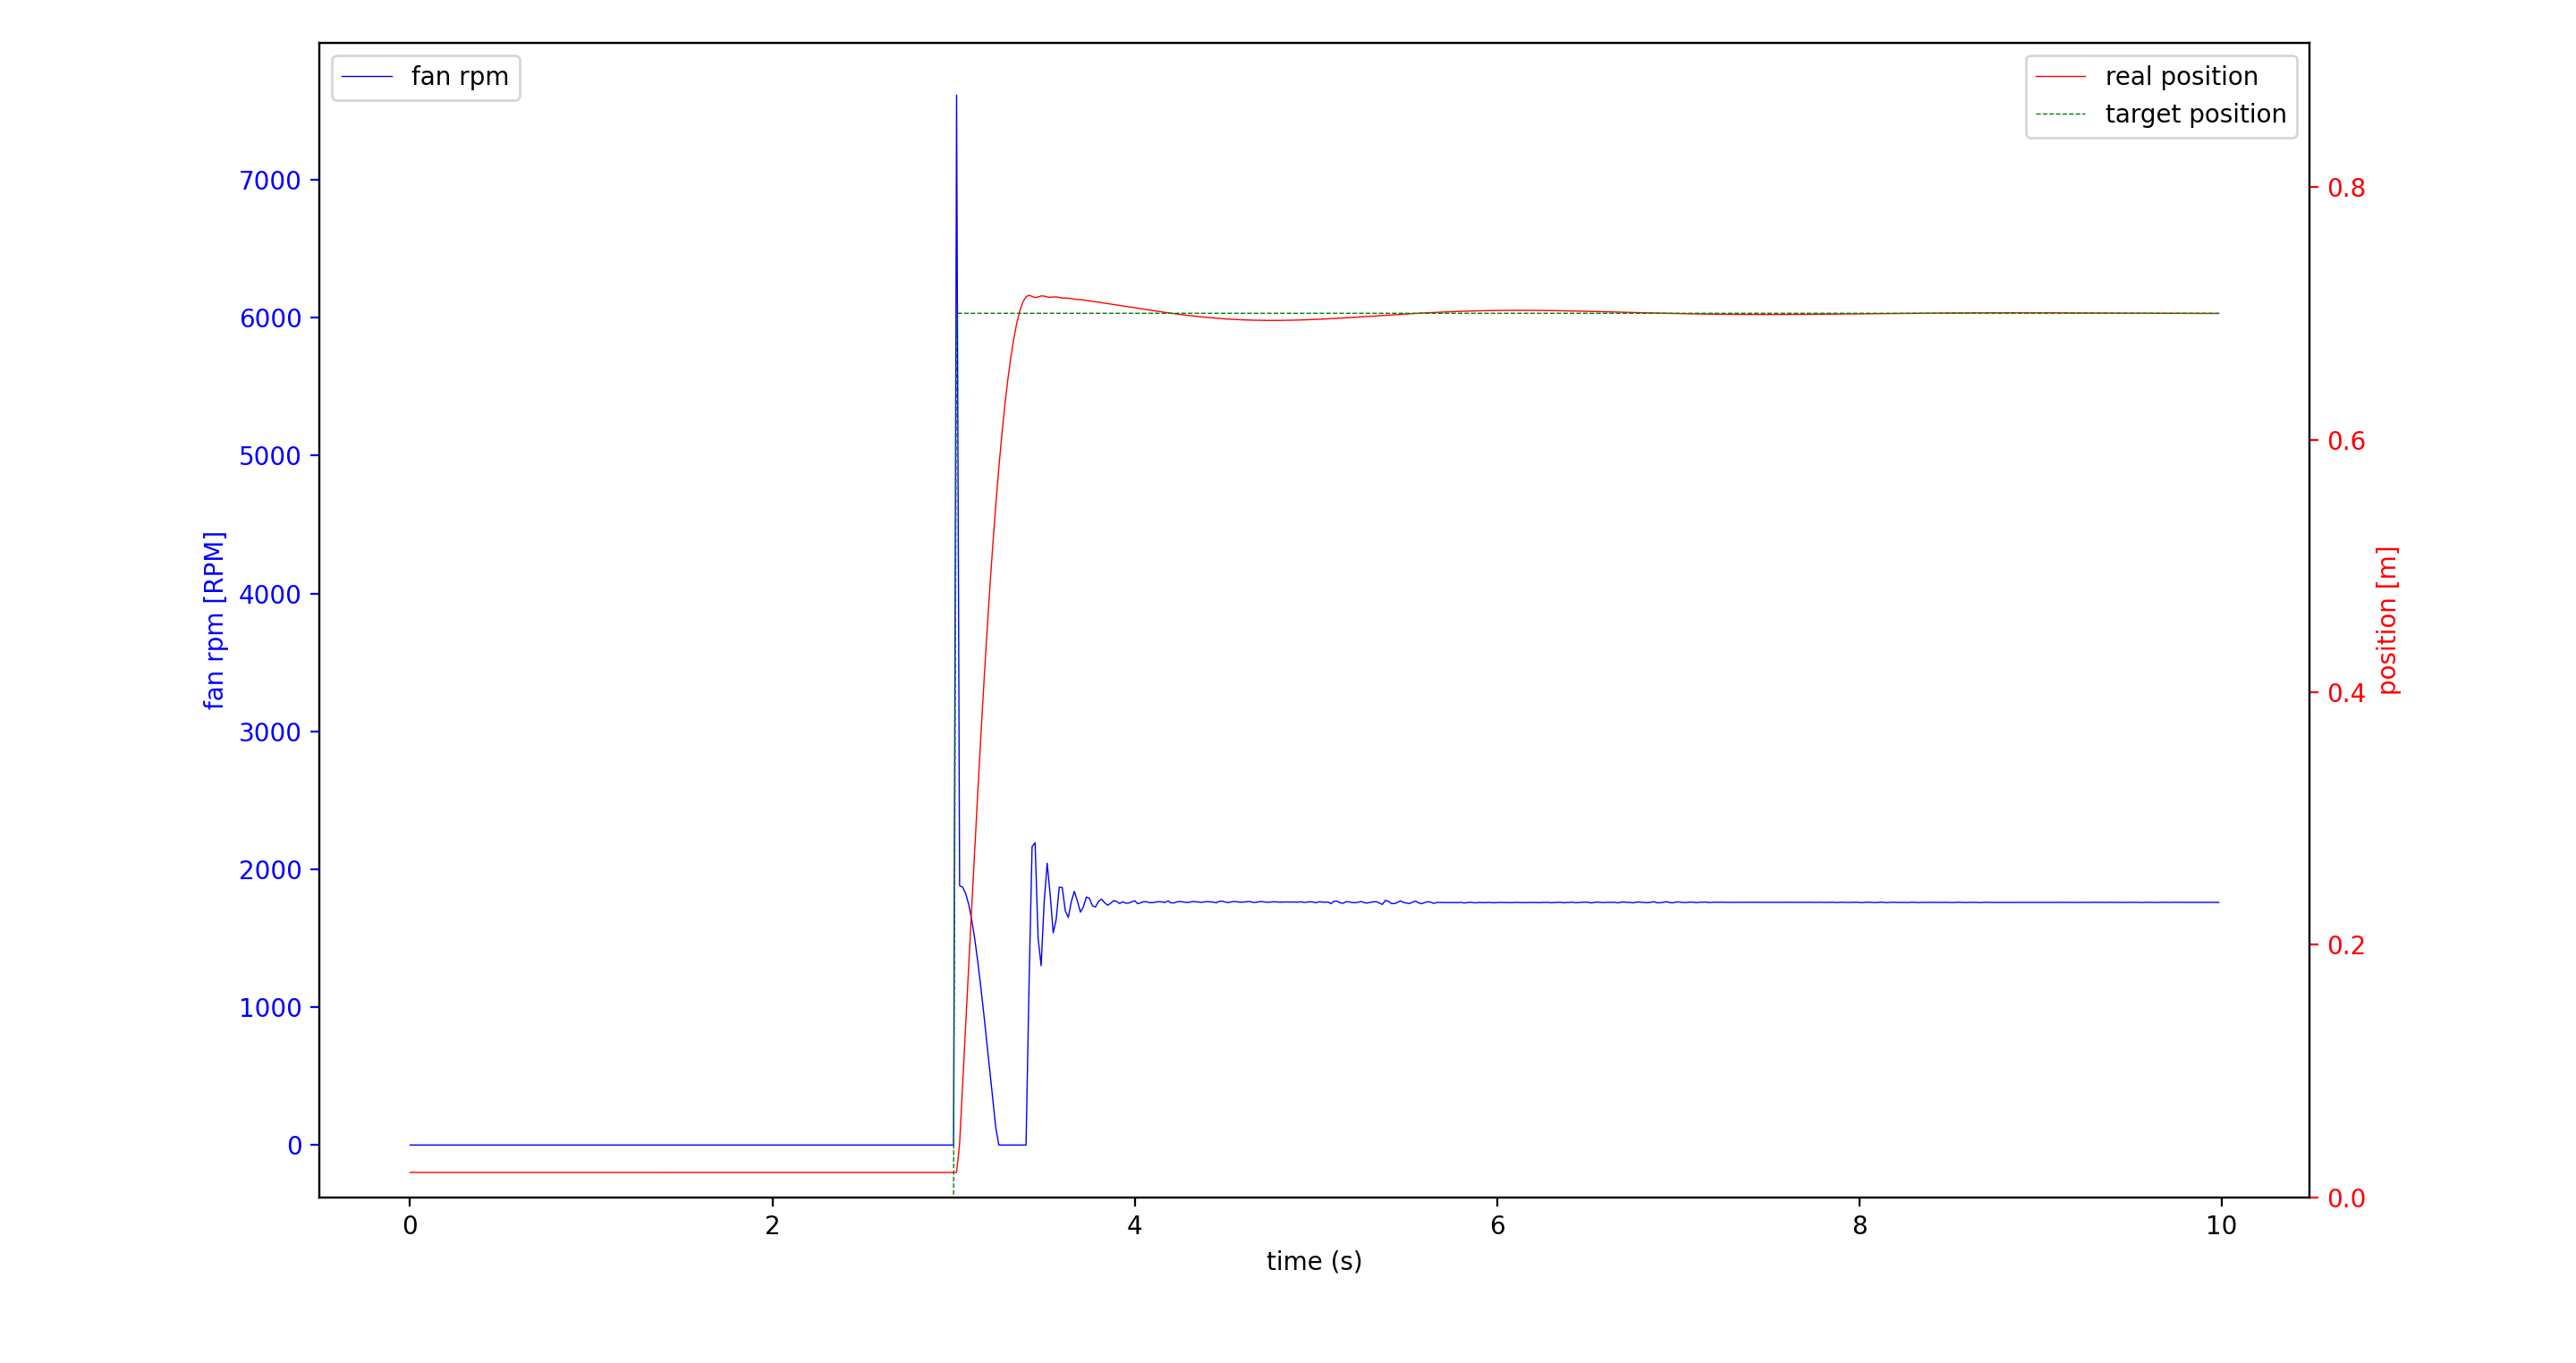 fan rpm
real position
target position
7000
6000
5000
4000
3000
2000
1000
0
fan rpm [RPM]
0.8
0.6
0.4
0.2
0.0
position [m]
0 2 4 6 8 10
time (s)